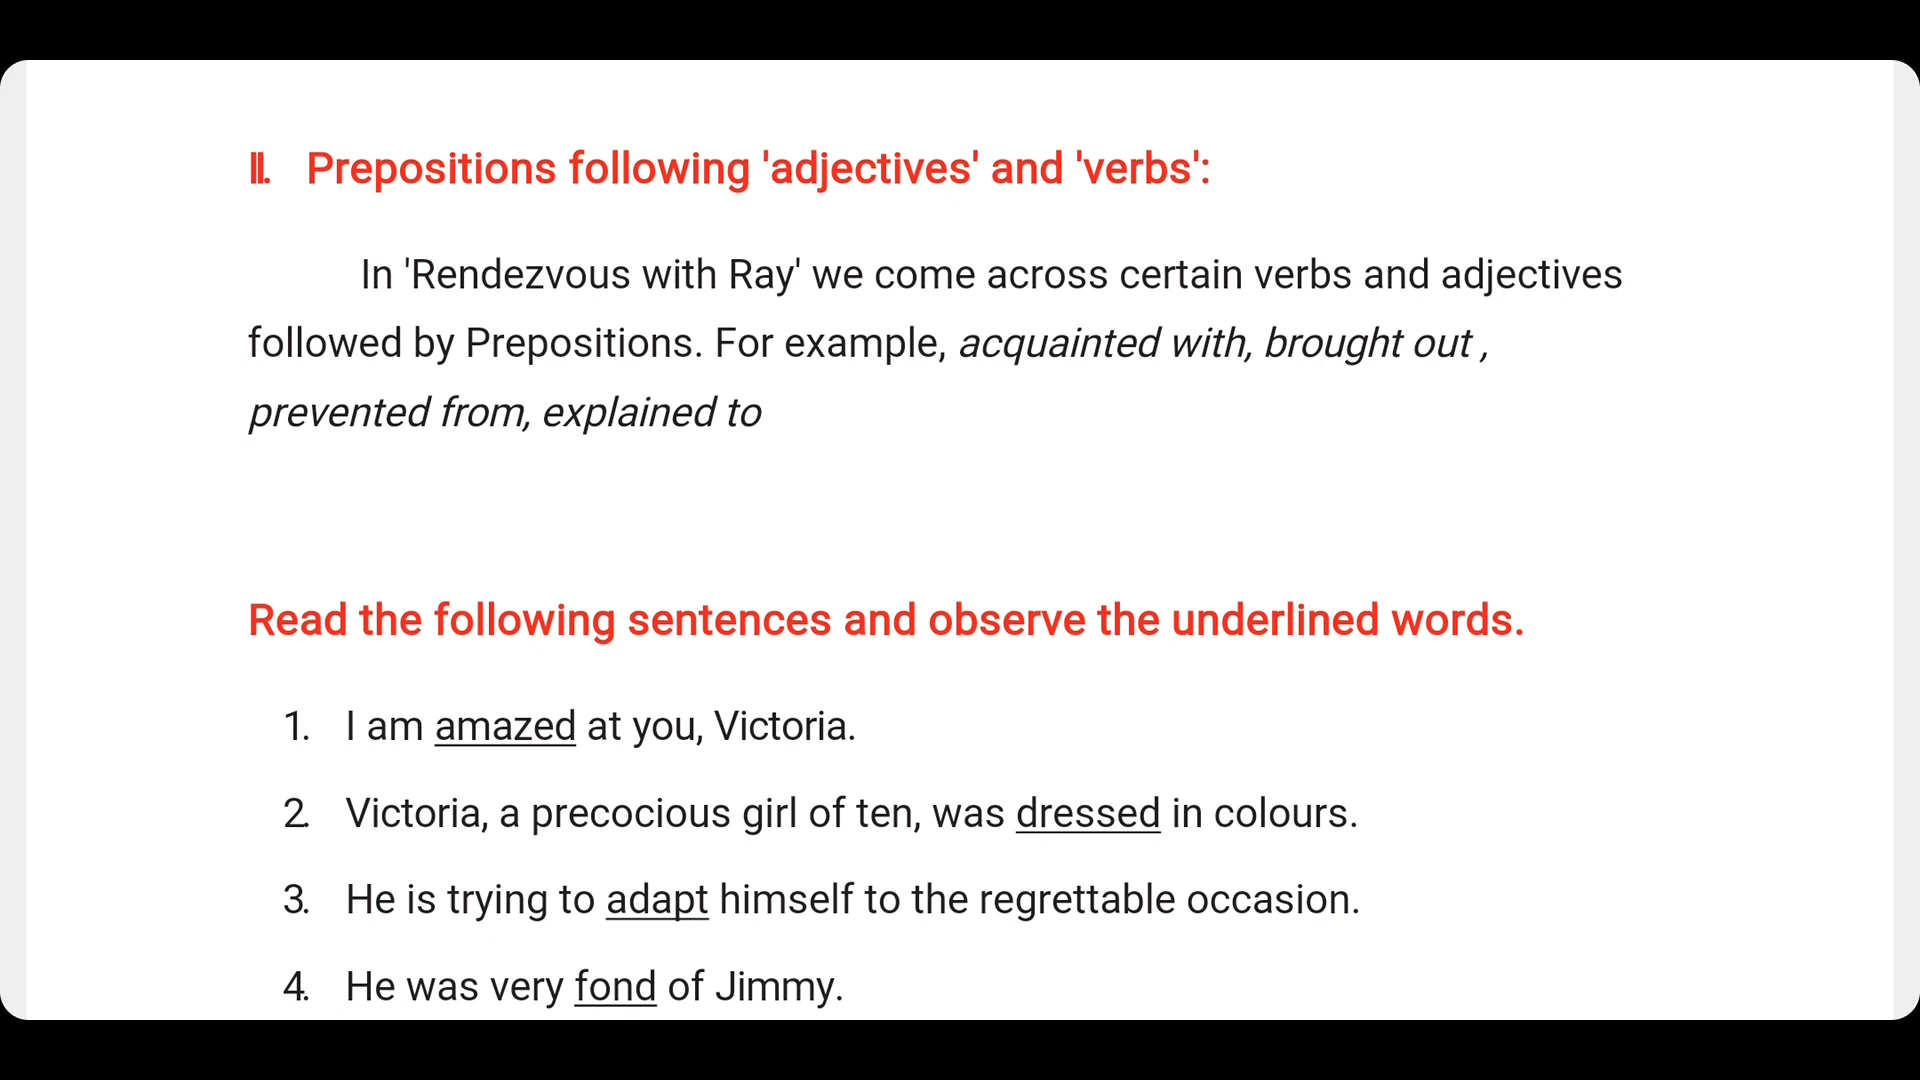 II. Prepositions following 'adjectives' and 'verbs':
In 'Rendezvous with Ray' we come across certain verbs and adjectives
followed by Prepositions. For example, acquainted with, brought out ,
prevented from, explained to
Read the following sentences and observe the underlined words.
1. I am amazed at you, Victoria.
2. Victoria, a precocious girl of ten, was dressed in colours.
3. He is trying to adapt himself to the regrettable occasion.
4. He was very fond of Jimmy.